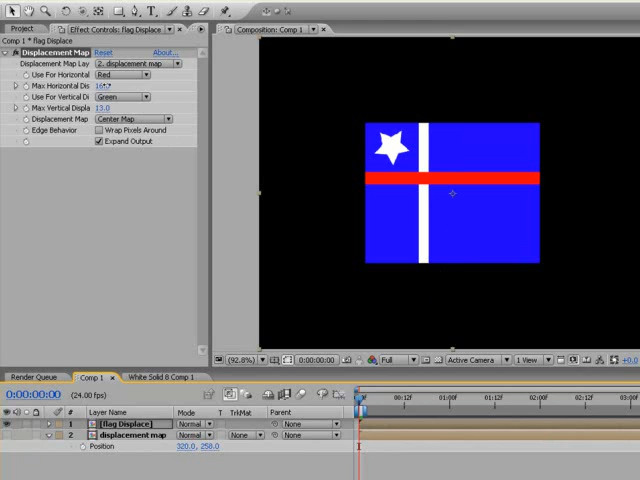 Project Effect Controls: flag Displace Composition: Comp 1
Comp 1 * flag Displace
fx Displacement Map Reset About...
Displacement Map Lay 2. displacement map
Use For Horizontal Red
Max Horizontal Dis
Use For Vertical Di Green
Max Vertical Displa 13.0
Displacement Map Center Map
Edge Behavior Wrap Pixels Around
Expand Output
(92.8%) 0:00:00:00 Full Active Camera 1 View +0.0
Render Queue Comp 1 White Solid 8 Comp 1
0:00:00:00 (24.00 fps)
00:12f 01:00f 01:12f 02:00f 02:12f 03:00f
# Layer Name Mode T TrkMat Parent
1 [flag Displace] Normal None
2 displacement map Normal None None
Position 320.0, 258.0